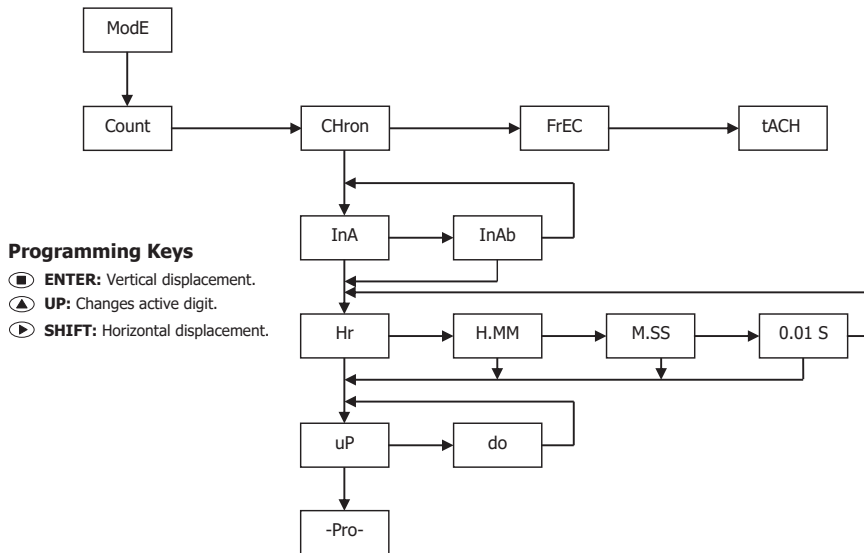 ModE
Count
CHron
FrEC
tACH
InA
InAb
Programming Keys
ENTER: Vertical displacement.
UP: Changes active digit.
SHIFT: Horizontal displacement.
Hr
H.MM
M.SS
0.01 S
uP
do
-Pro-